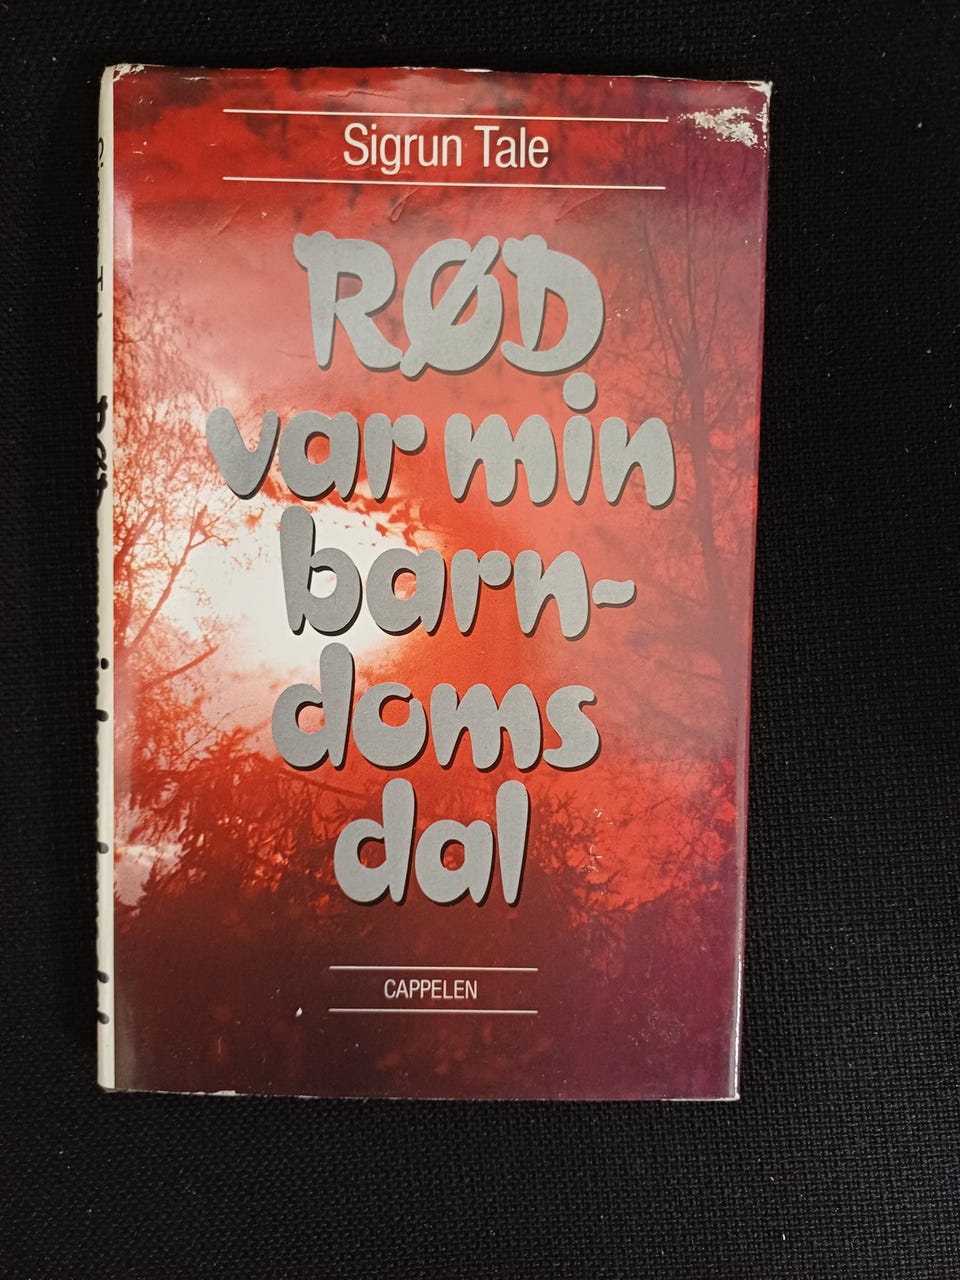 Sigrun Tale
RØD
var min
barn-
doms
dal
CAPPELEN